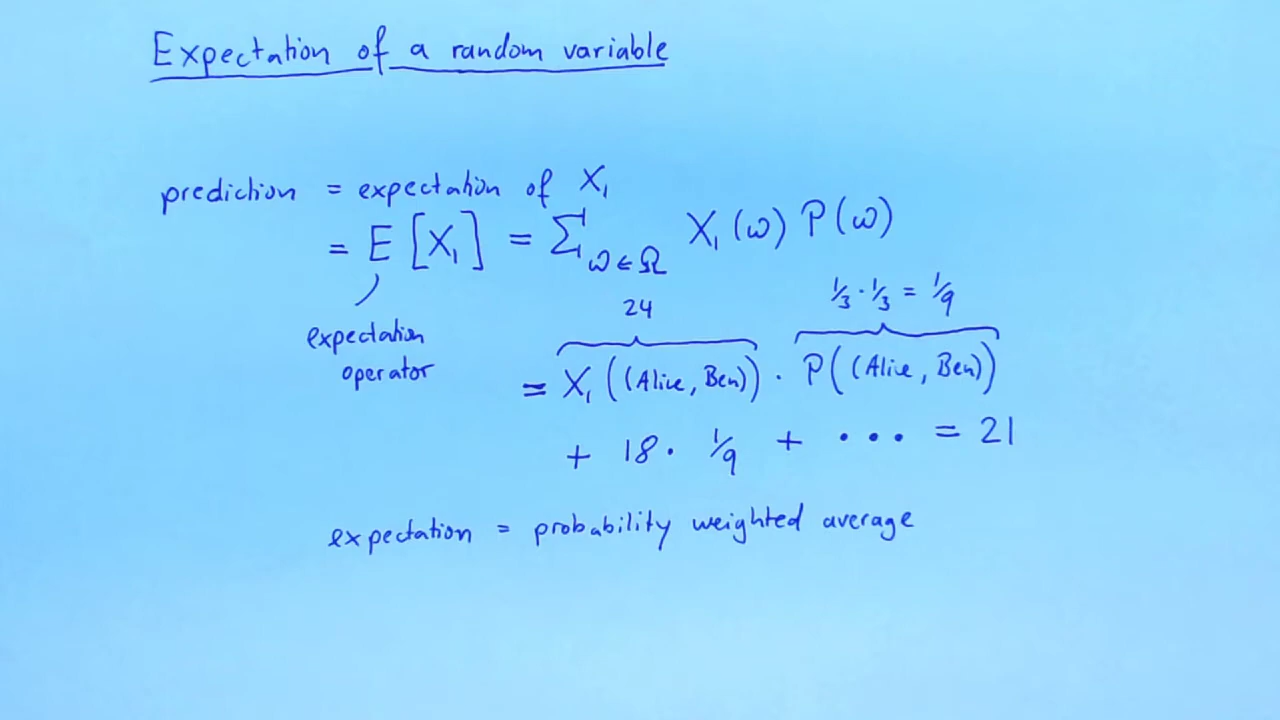 Expectation of a random variable
prediction = expectation of X₁
= E[X₁] = Σ_{ω∈Ω} X₁(ω) P(ω)
expectation operator
24
1/3 · 1/3 = 1/9
= X₁((Alice, Ben)) · P((Alice, Ben))
+ 18 · 1/9 + ··· = 21
expectation = probability weighted average